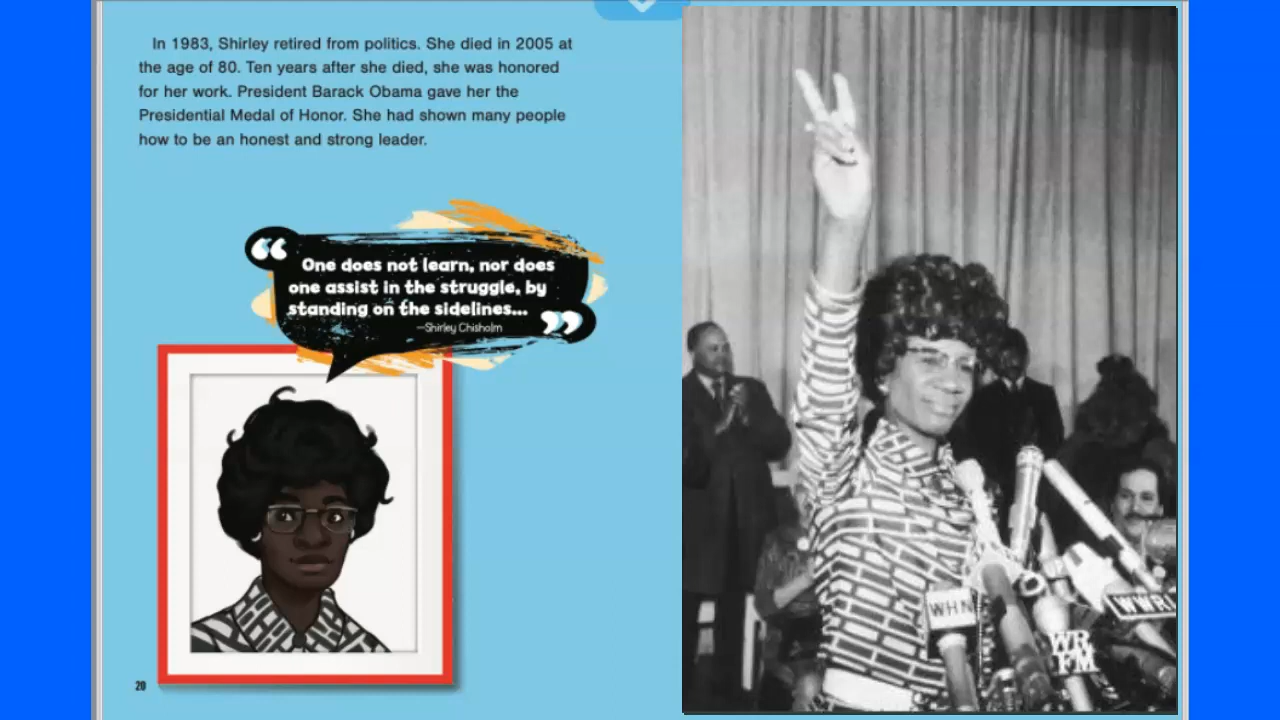 In 1983, Shirley retired from politics. She died in 2005 at
the age of 80. Ten years after she died, she was honored
for her work. President Barack Obama gave her the
Presidential Medal of Honor. She had shown many people
how to be an honest and strong leader.
“ One does not learn, nor does
one assist in the struggle, by
standing on the sidelines... ”
—Shirley Chisholm
WHN
WR
FM
20